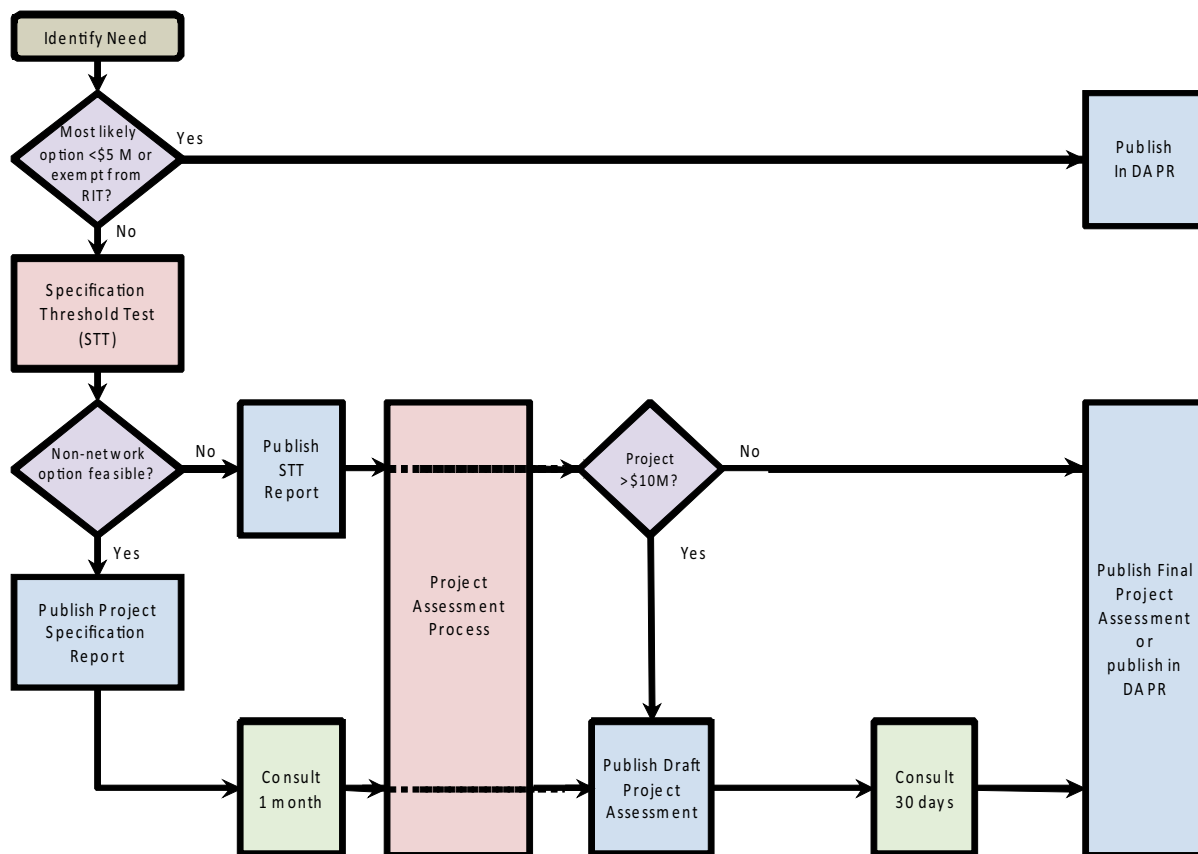 Identify Need
Most likely
option <$5 M or
exempt from
RIT?
Yes
Publish
In DAPR
No
Specification
Threshold Test
(STT)
Non-network
option feasible?
No
Publish
STT
Report
Project
>$10M?
No
Yes
Yes
Publish Project
Specification
Report
Project
Assessment
Process
Publish Final
Project
Assessment
or
publish in
DAPR
Consult
1 month
Publish Draft
Project
Assessment
Consult
30 days